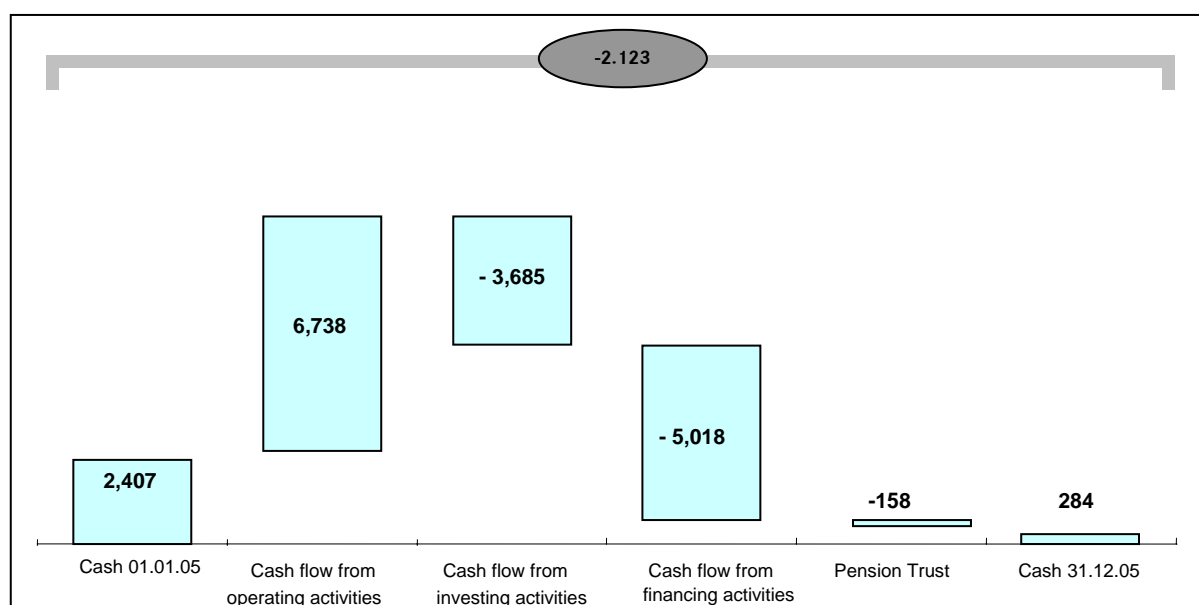 -2.123
6,738
- 3,685
- 5,018
2,407
-158
284
Cash 01.01.05
Cash flow from
operating activities
Cash flow from
investing activities
Cash flow from
financing activities
Pension Trust
Cash 31.12.05